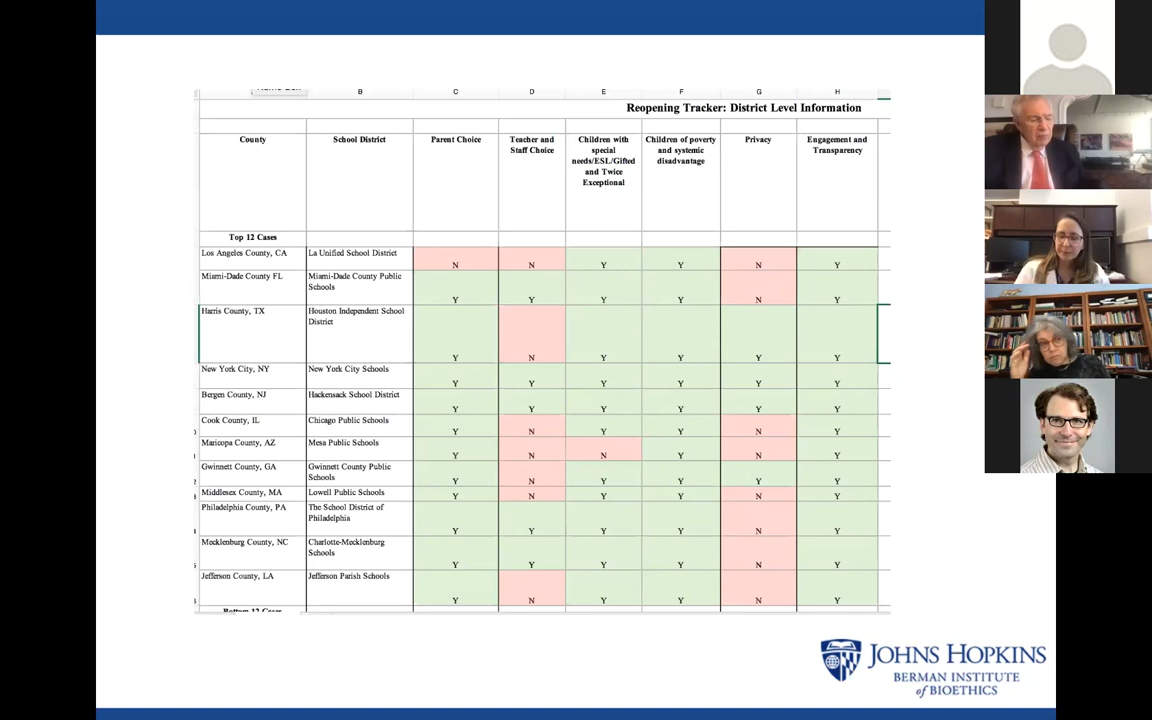 B C D E F G H
Reopening Tracker: District Level Information
County School District Parent Choice Teacher and Staff Choice Children with special needs/ESL/Gifted and Twice Exceptional Children of poverty and systemic disadvantage Privacy Engagement and Transparency
Top 12 Cases
Los Angeles County, CA La Unified School District N N Y Y N Y
Miami-Dade County FL Miami-Dade County Public Schools Y Y Y Y N Y
Harris County, TX Houston Independent School District Y N Y Y Y Y
New York City, NY New York City Schools Y Y Y Y Y Y
Bergen County, NJ Hackensack School District Y Y Y Y Y Y
Cook County, IL Chicago Public Schools Y N Y Y N Y
Maricopa County, AZ Mesa Public Schools Y N N Y N Y
Gwinnett County, GA Gwinnett County Public Schools Y N Y Y Y Y
Middlesex County, MA Lowell Public Schools Y N Y Y N Y
Philadelphia County, PA The School District of Philadelphia Y Y Y Y N Y
Mecklenburg County, NC Charlotte-Mecklenburg Schools Y Y Y Y N Y
Jefferson County, LA Jefferson Parish Schools Y N Y Y N Y
Bottom 12 Cases
JOHNS HOPKINS
BERMAN INSTITUTE
of BIOETHICS